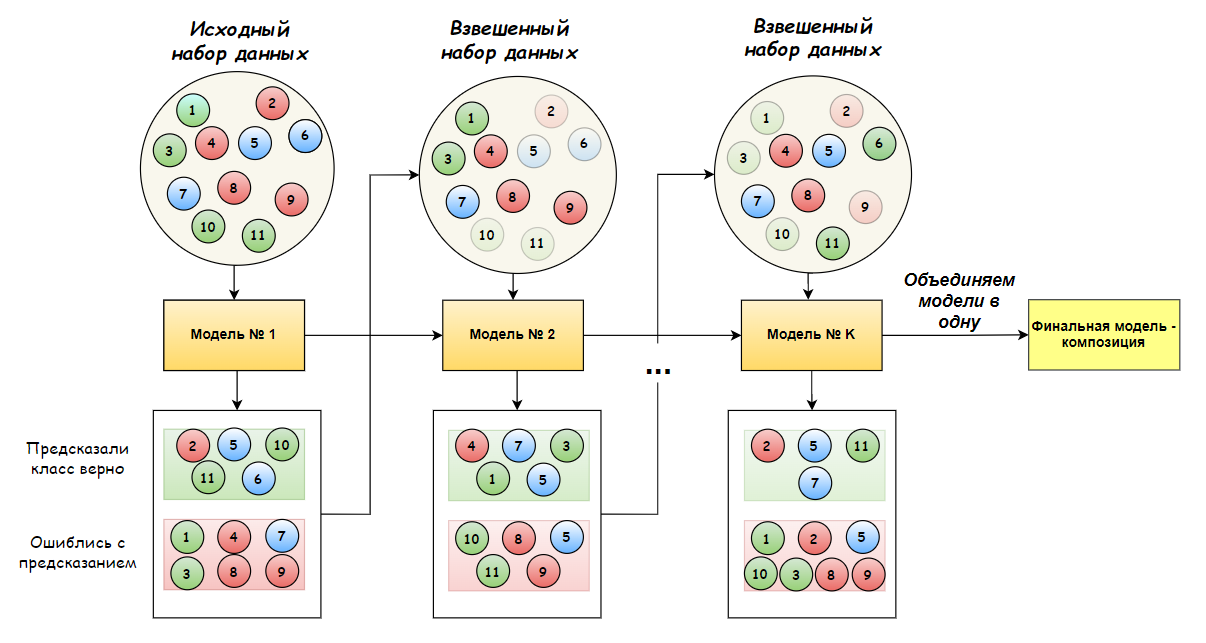 Исходный
набор данных
Взвешенный
набор данных
Взвешенный
набор данных
1
2
3
4
5
6
7
8
9
10
11
1
2
3
4
5
6
7
8
9
10
11
1
2
3
4
5
6
7
8
9
10
11
Модель № 1
Модель № 2
...
Модель № K
Объединяем
модели в
одну
Финальная модель -
композиция
Предсказали
класс верно
2 5 10
11 6
4 7 3
1 5
2 5 11
7
Ошиблись с
предсказанием
1 4 7
3 8 9
10 8 5
11 9
1 2 5
10 3 8 9